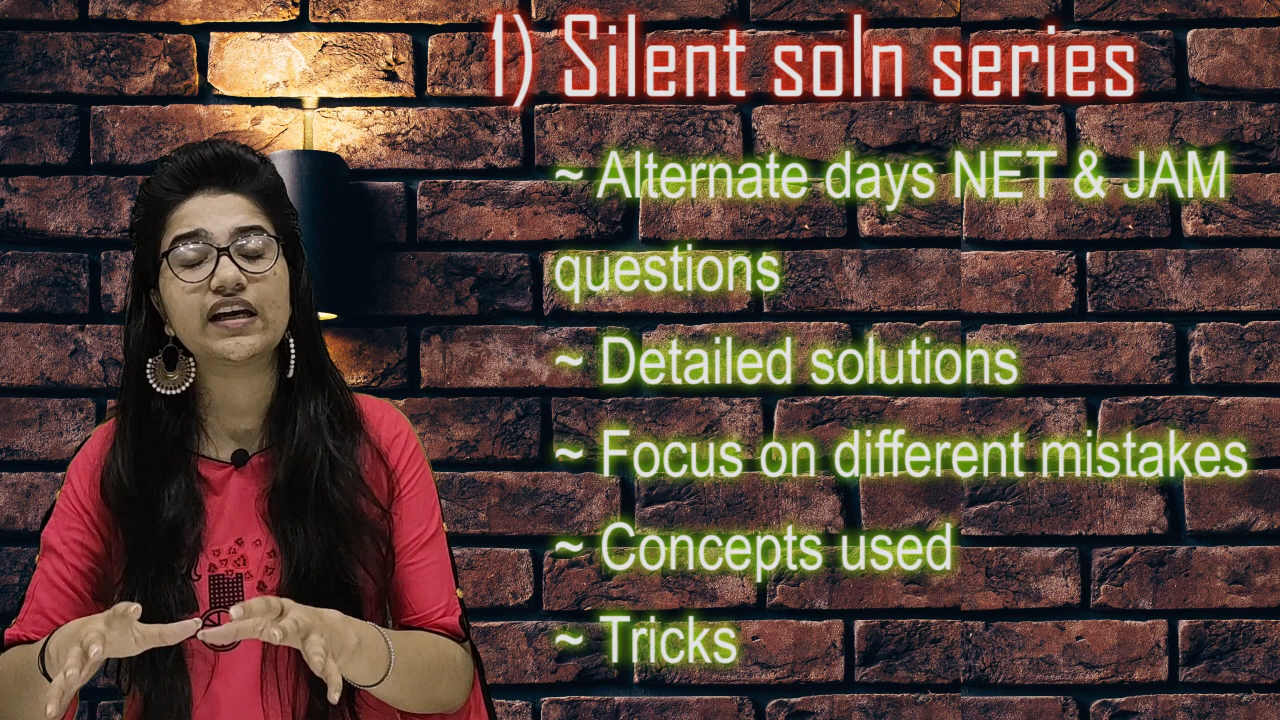 1) Silent soln series
~ Alternate days NET & JAM
questions
~ Detailed solutions
~ Focus on different mistakes
~ Concepts used
~ Tricks